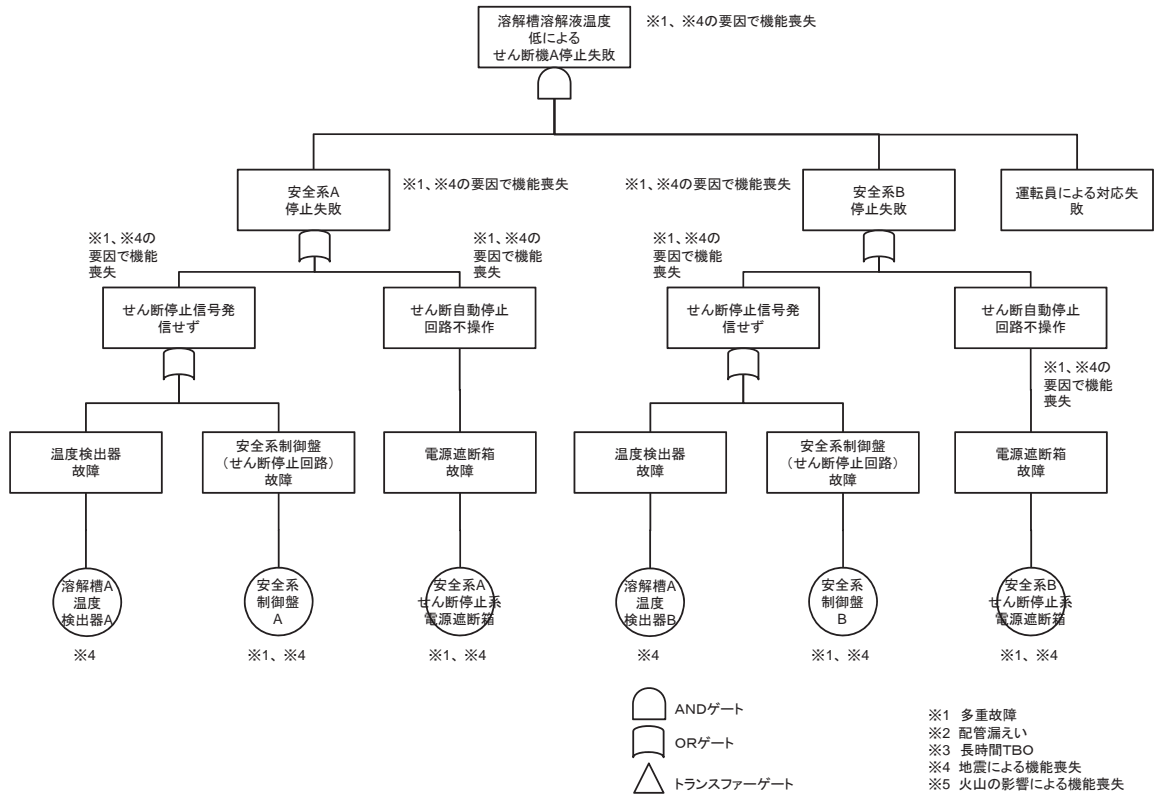 溶解槽溶解液温度
低による
せん断機A停止失敗
※1、※4の要因で機能喪失
安全系A
停止失敗
※1、※4の要因で機能喪失
※1、※4の要因で機能喪失
安全系B
停止失敗
運転員による対応失
敗
※1、※4の
要因で機能
喪失
※1、※4の
要因で機能
喪失
※1、※4の
要因で機能
喪失
せん断停止信号発
信せず
せん断自動停止
回路不操作
せん断停止信号発
信せず
せん断自動停止
回路不操作
※1、※4の
要因で機能
喪失
温度検出器
故障
安全系制御盤
（せん断停止回路）
故障
電源遮断箱
故障
温度検出器
故障
安全系制御盤
（せん断停止回路）
故障
電源遮断箱
故障
溶解槽A
温度
検出器A
安全系
制御盤
A
安全系A
せん断停止系
電源遮断箱
溶解槽A
温度
検出器B
安全系
制御盤
B
安全系B
せん断停止系
電源遮断箱
※4
※1、※4
※1、※4
※4
※1、※4
※1、※4
ANDゲート
ORゲート
トランスファーゲート
※1 多重故障
※2 配管漏えい
※3 長時間TBO
※4 地震による機能喪失
※5 火山の影響による機能喪失